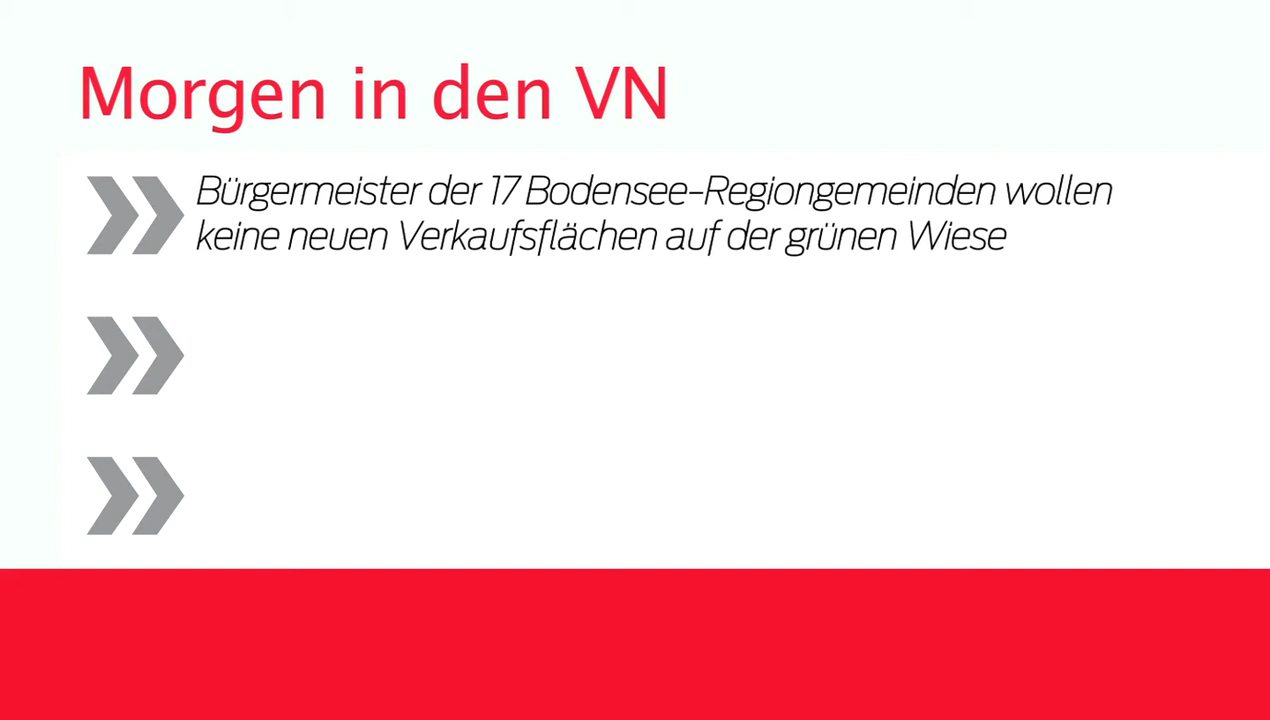 Morgen in den VN
Bürgermeister der 17 Bodensee-Regiongemeinden wollen
keine neuen Verkaufsflächen auf der grünen Wiese